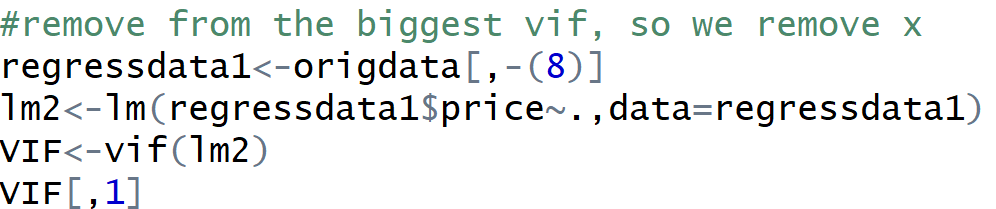 #remove from the biggest vif, so we remove x
regressdata1<-origdata[,-(8)]
lm2<-lm(regressdata1$price~.,data=regressdata1)
VIF<-vif(lm2)
VIF[,1]